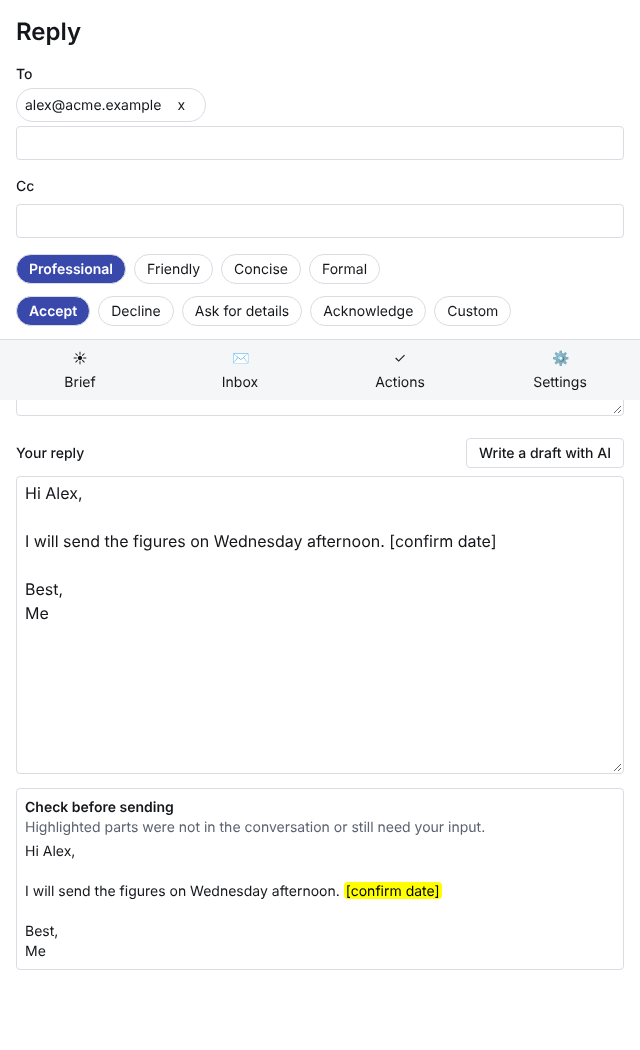 Reply
To
alex@acme.example x
Cc
Professional Friendly Concise Formal
Accept Decline Ask for details Acknowledge Custom
Brief Inbox Actions Settings
Your reply Write a draft with AI
Hi Alex,
I will send the figures on Wednesday afternoon. [confirm date]
Best,
Me
Check before sending
Highlighted parts were not in the conversation or still need your input.
Hi Alex,
I will send the figures on Wednesday afternoon. [confirm date]
Best,
Me